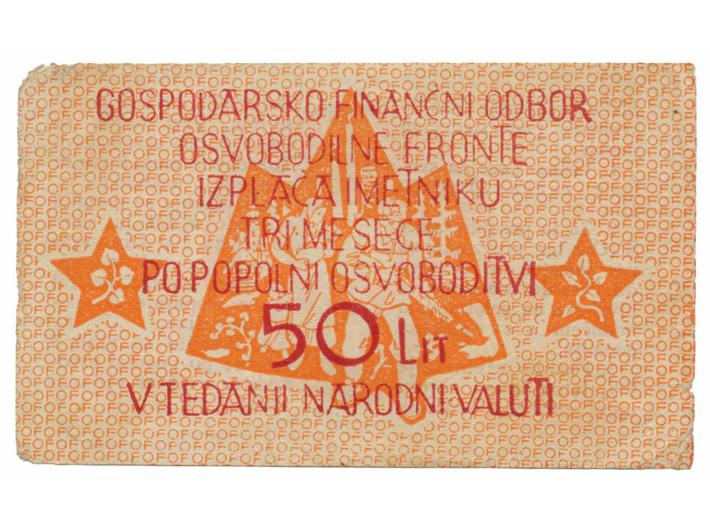 GOSPODARSKO FINANČNI ODBOR
OSVOBODILNE FRONTE
IZPLAČA IMETNIKU
TRI MESECE
PO POPOLNI OSVOBODITVI
50 LIT
V TEDANJI NARODNI VALUTI